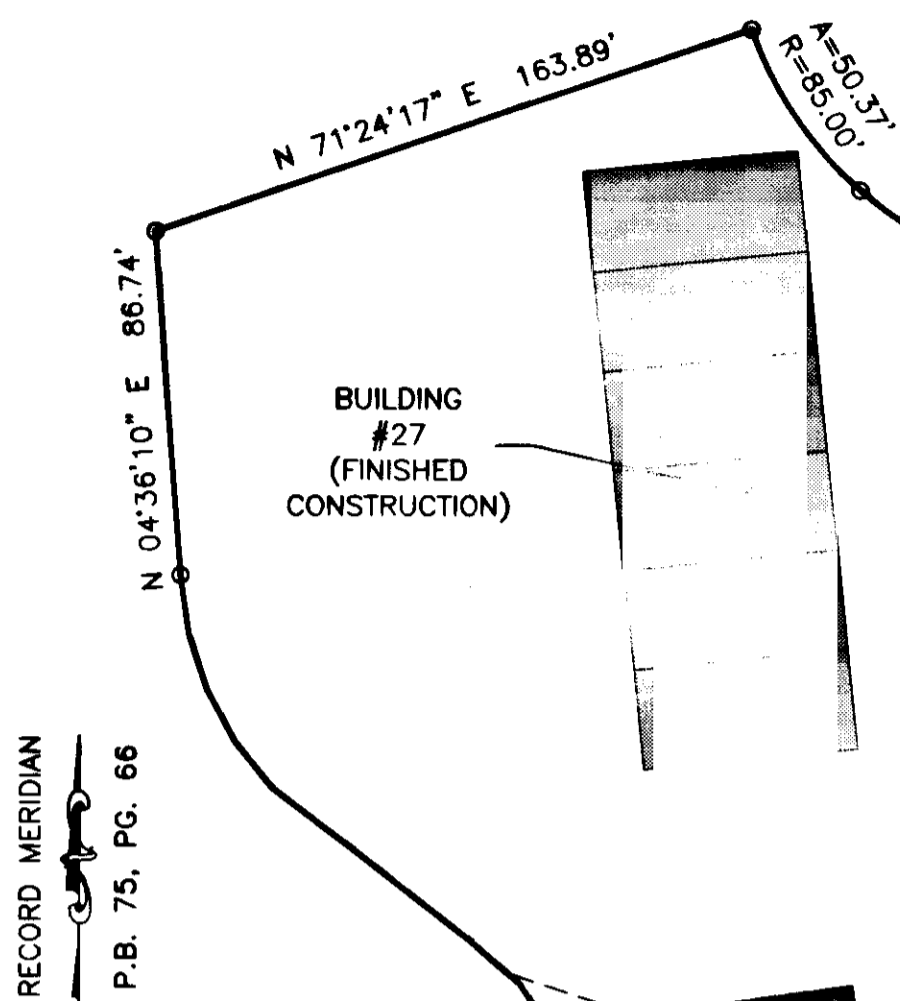 A=50.37'
R=85.00'
N 71°24'17" E 163.89'
N 04°36'10" E 86.74'
BUILDING
#27
(FINISHED
CONSTRUCTION)
RECORD MERIDIAN
P.B. 75, PG. 66